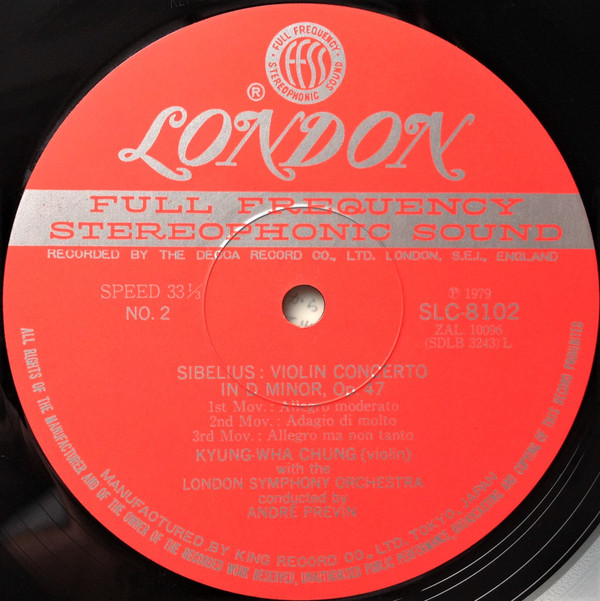 FULL FREQUENCY
FFSS
STEREOPHONIC SOUND
®
LONDON
FULL FREQUENCY
STEREOPHONIC SOUND
RECORDED BY THE DECCA RECORD CO., LTD. LONDON, S.E.I., ENGLAND
SPEED 33⅓
NO. 2
℗ 1979
SLC-8102
ZAL 10096
(SDLB 3243) L
SIBELIUS : VIOLIN CONCERTO
IN D MINOR, Op. 47
1st Mov. : Allegro moderato
2nd Mov. : Adagio di molto
3rd Mov. : Allegro ma non tanto
KYUNG-WHA CHUNG (violin)
with the
LONDON SYMPHONY ORCHESTRA
conducted by
ANDRÉ PREVIN
MANUFACTURED BY KING RECORD CO., LTD. TOKYO, JAPAN
ALL RIGHTS OF THE MANUFACTURER AND OF THE OWNER OF THE RECORDED WORK RESERVED, UNAUTHORISED PUBLIC PERFORMANCE, BROADCASTING AND COPYING OF THIS RECORD PROHIBITED